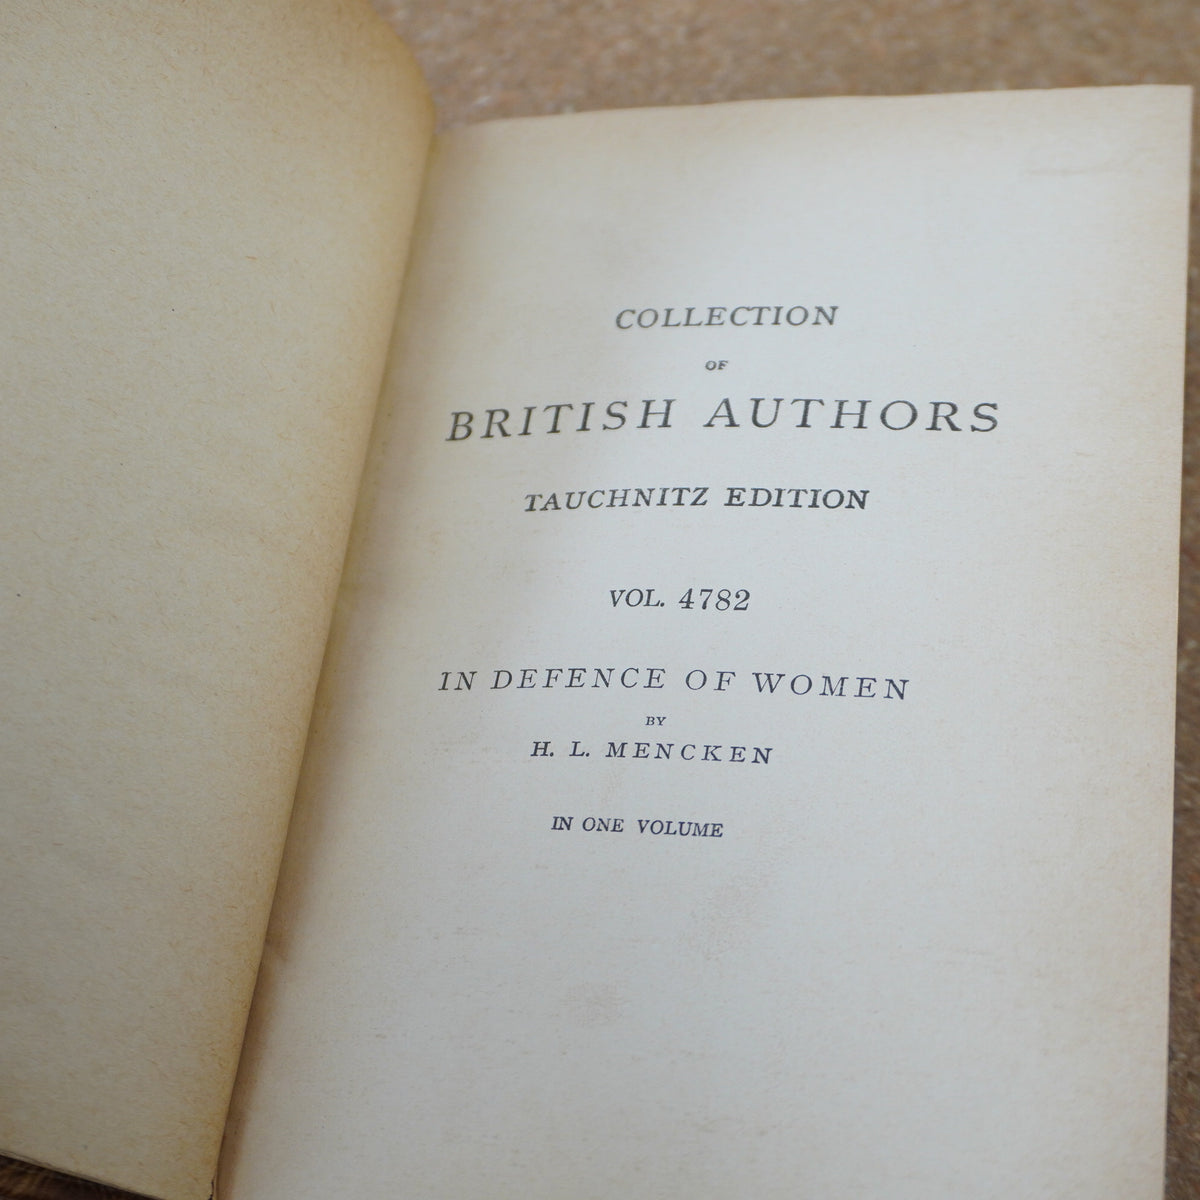 COLLECTION
OF
BRITISH AUTHORS
TAUCHNITZ EDITION
VOL. 4782
IN DEFENCE OF WOMEN
BY
H. L. MENCKEN
IN ONE VOLUME